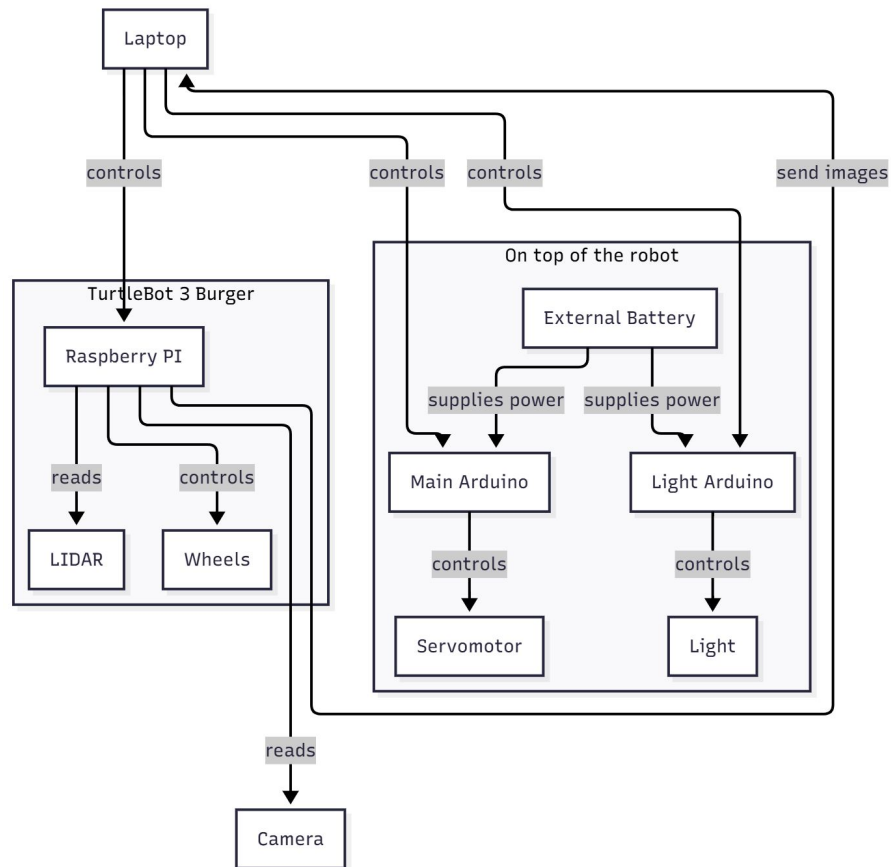 Laptop
controls
controls
controls
send images
On top of the robot
TurtleBot 3 Burger
External Battery
Raspberry PI
supplies power
supplies power
reads
controls
Main Arduino
Light Arduino
LIDAR
Wheels
controls
controls
Servomotor
Light
reads
Camera